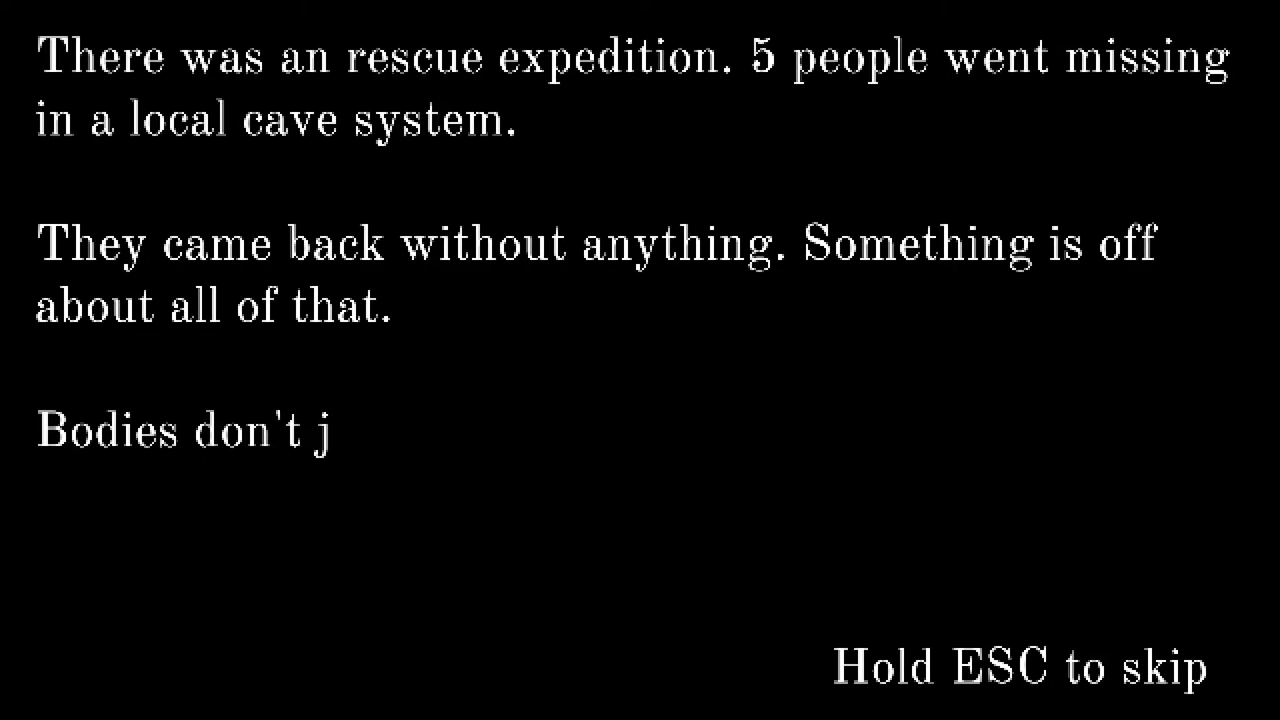 There was an rescue expedition. 5 people went missing
in a local cave system.
They came back without anything. Something is off
about all of that.
Bodies don't j
Hold ESC to skip